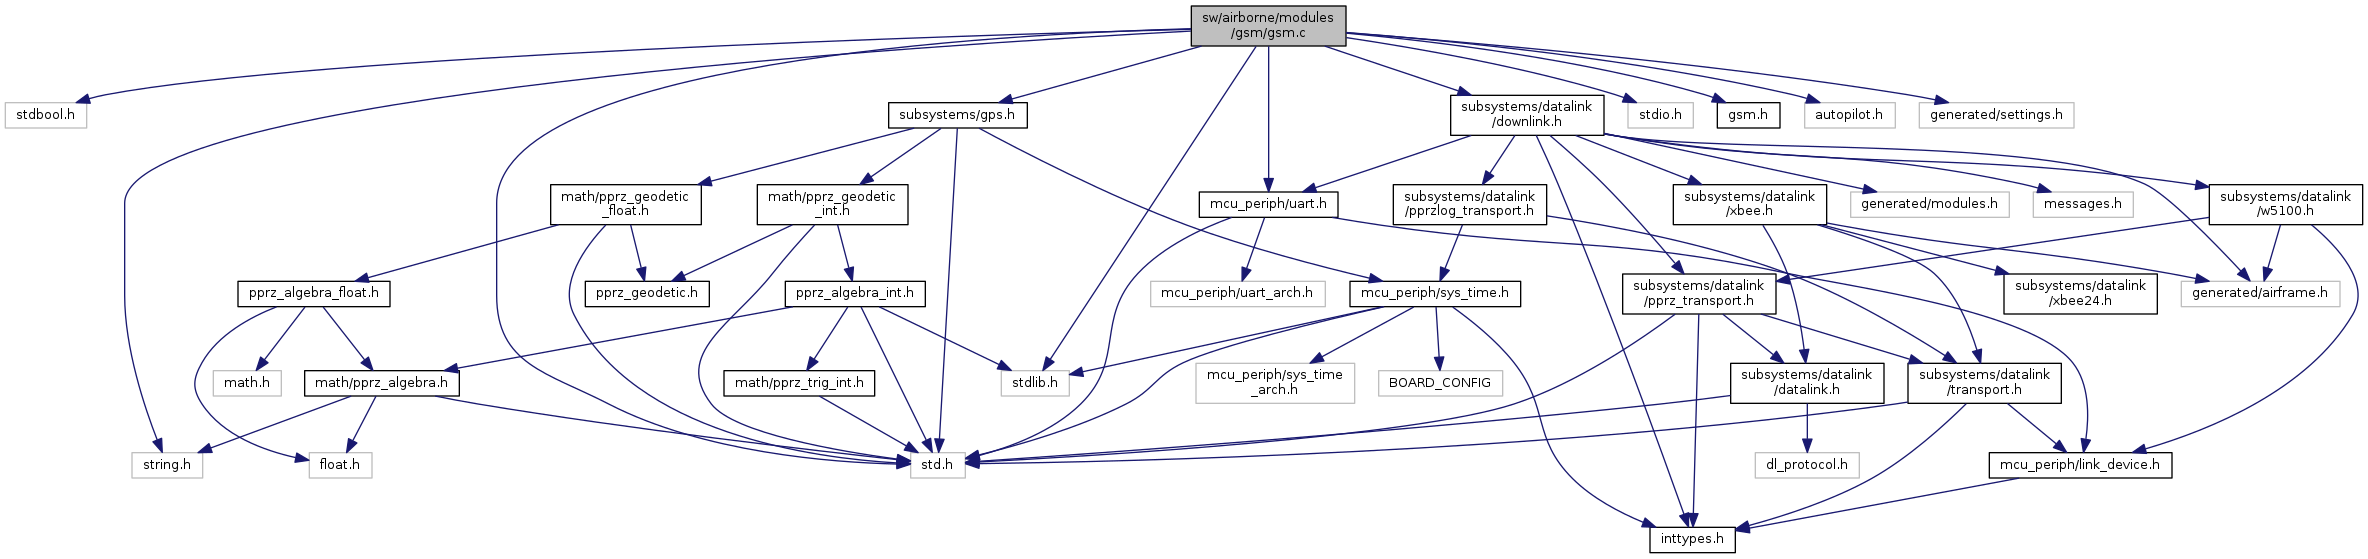 sw/airborne/modules
/gsm/gsm.c
stdbool.h
subsystems/gps.h
subsystems/datalink
/downlink.h
stdio.h
gsm.h
autopilot.h
generated/settings.h
math/pprz_geodetic
_float.h
math/pprz_geodetic
_int.h
mcu_periph/uart.h
subsystems/datalink
/pprzlog_transport.h
subsystems/datalink
/xbee.h
generated/modules.h
messages.h
subsystems/datalink
/w5100.h
pprz_algebra_float.h
pprz_geodetic.h
pprz_algebra_int.h
mcu_periph/uart_arch.h
mcu_periph/sys_time.h
subsystems/datalink
/pprz_transport.h
subsystems/datalink
/xbee24.h
generated/airframe.h
math.h
math/pprz_algebra.h
math/pprz_trig_int.h
stdlib.h
mcu_periph/sys_time
_arch.h
BOARD_CONFIG
subsystems/datalink
/datalink.h
subsystems/datalink
/transport.h
string.h
float.h
std.h
dl_protocol.h
mcu_periph/link_device.h
inttypes.h